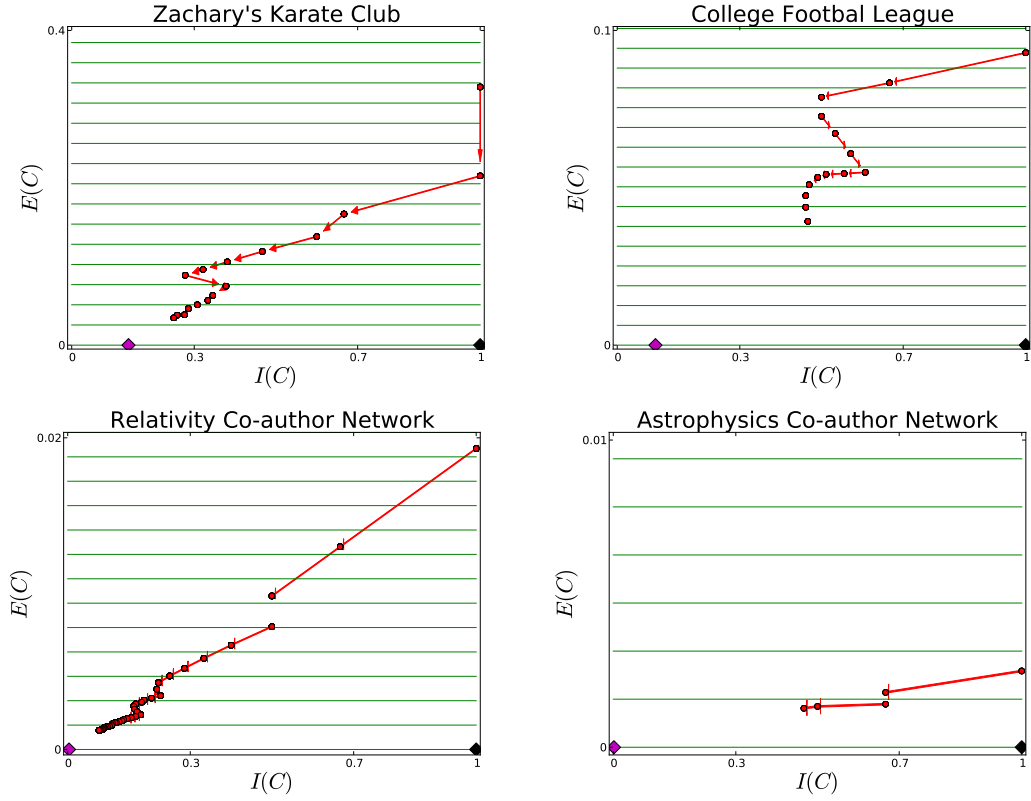 Zachary's Karate Club
0.4
E(C)
0
0 0.3 0.7 1
I(C)
College Footbal League
0.1
E(C)
0
0 0.3 0.7 1
I(C)
Relativity Co-author Network
0.02
E(C)
0
0 0.3 0.7 1
I(C)
Astrophysics Co-author Network
0.01
E(C)
0
0 0.3 0.7 1
I(C)